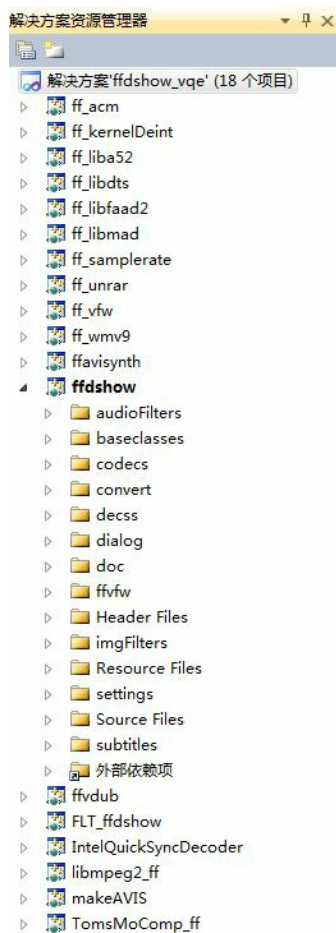 解决方案资源管理器
解决方案'ffdshow_vqe' (18 个项目)
ff_acm
ff_kernelDeint
ff_liba52
ff_libdts
ff_libfaad2
ff_libmad
ff_samplerate
ff_unrar
ff_vfw
ff_wmv9
ffavisynth
ffdshow
audioFilters
baseclasses
codecs
convert
decss
dialog
doc
ffvfw
Header Files
imgFilters
Resource Files
settings
Source Files
subtitles
外部依赖项
ffvdub
FLT_ffdshow
IntelQuickSyncDecoder
libmpeg2_ff
makeAVIS
TomsMoComp_ff